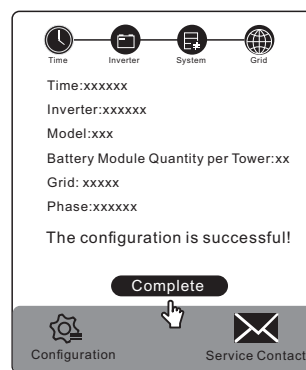 Time Inverter System Grid
Time:xxxxxx
Inverter:xxxxxx
Model:xxx
Battery Module Quantity per Tower:xx
Grid: xxxxx
Phase:xxxxxx
The configuration is successful!
Complete
Configuration Service Contact